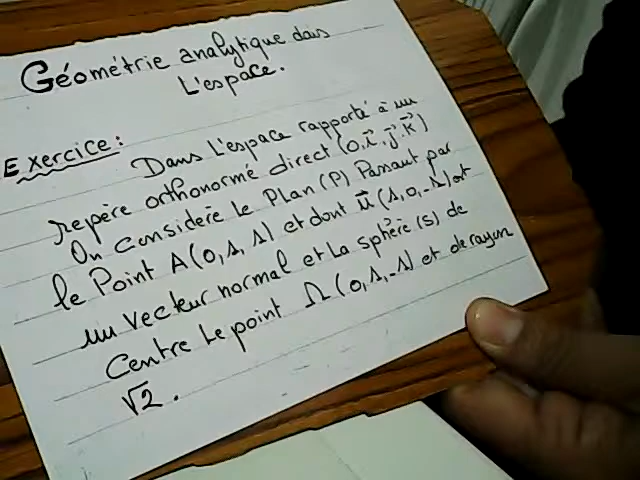 Géométrie analytique dans
L'espace.
Exercice:
Dans L'espace rapporté à un
repère orthonormé direct (o,i⃗,j⃗,k⃗)
On Considère le Plan (P) Passant par
le Point A(0,1,1) et dont u⃗(1,0,-1) est
un vecteur normal et la sphère (S) de
Centre Le point Ω(0,1,-1) et de rayon
√2.